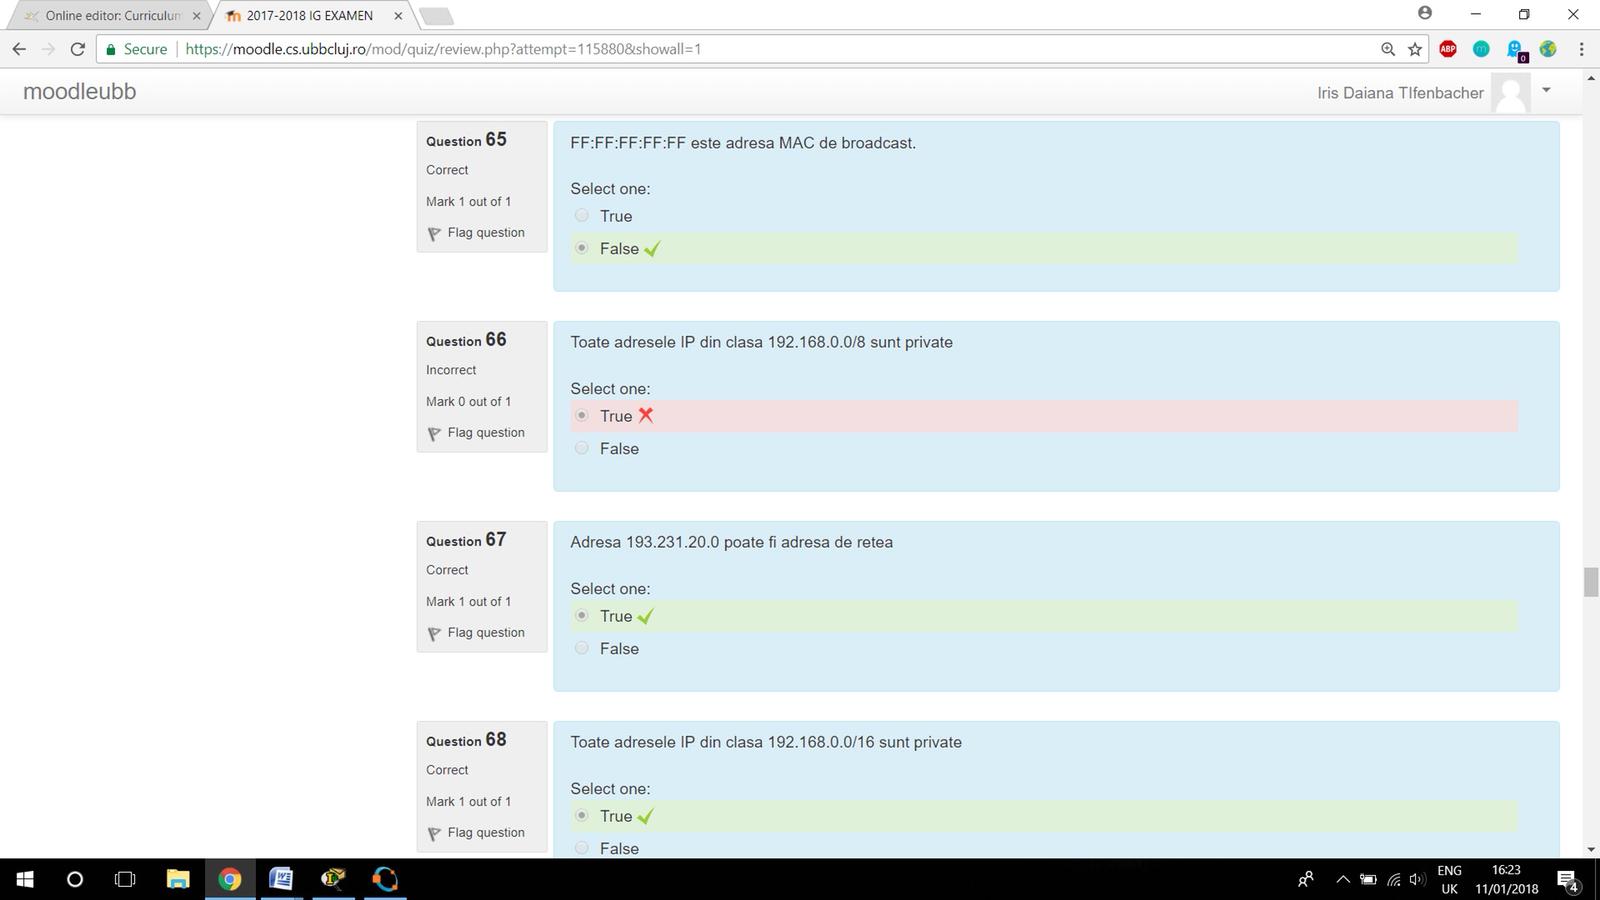 Online editor: Curriculum
2017-2018 IG EXAMEN
Secure
https://moodle.cs.ubbcluj.ro/mod/quiz/review.php?attempt=115880&showall=1
ABP
m
0
moodleubb
Iris Daiana TIfenbacher
Question 65
Correct
Mark 1 out of 1
Flag question
FF:FF:FF:FF:FF este adresa MAC de broadcast.
Select one:
True
False
Question 66
Incorrect
Mark 0 out of 1
Flag question
Toate adresele IP din clasa 192.168.0.0/8 sunt private
Select one:
True
False
Question 67
Correct
Mark 1 out of 1
Flag question
Adresa 193.231.20.0 poate fi adresa de retea
Select one:
True
False
Question 68
Correct
Mark 1 out of 1
Flag question
Toate adresele IP din clasa 192.168.0.0/16 sunt private
Select one:
True
False
ENG
UK
16:23
11/01/2018
4